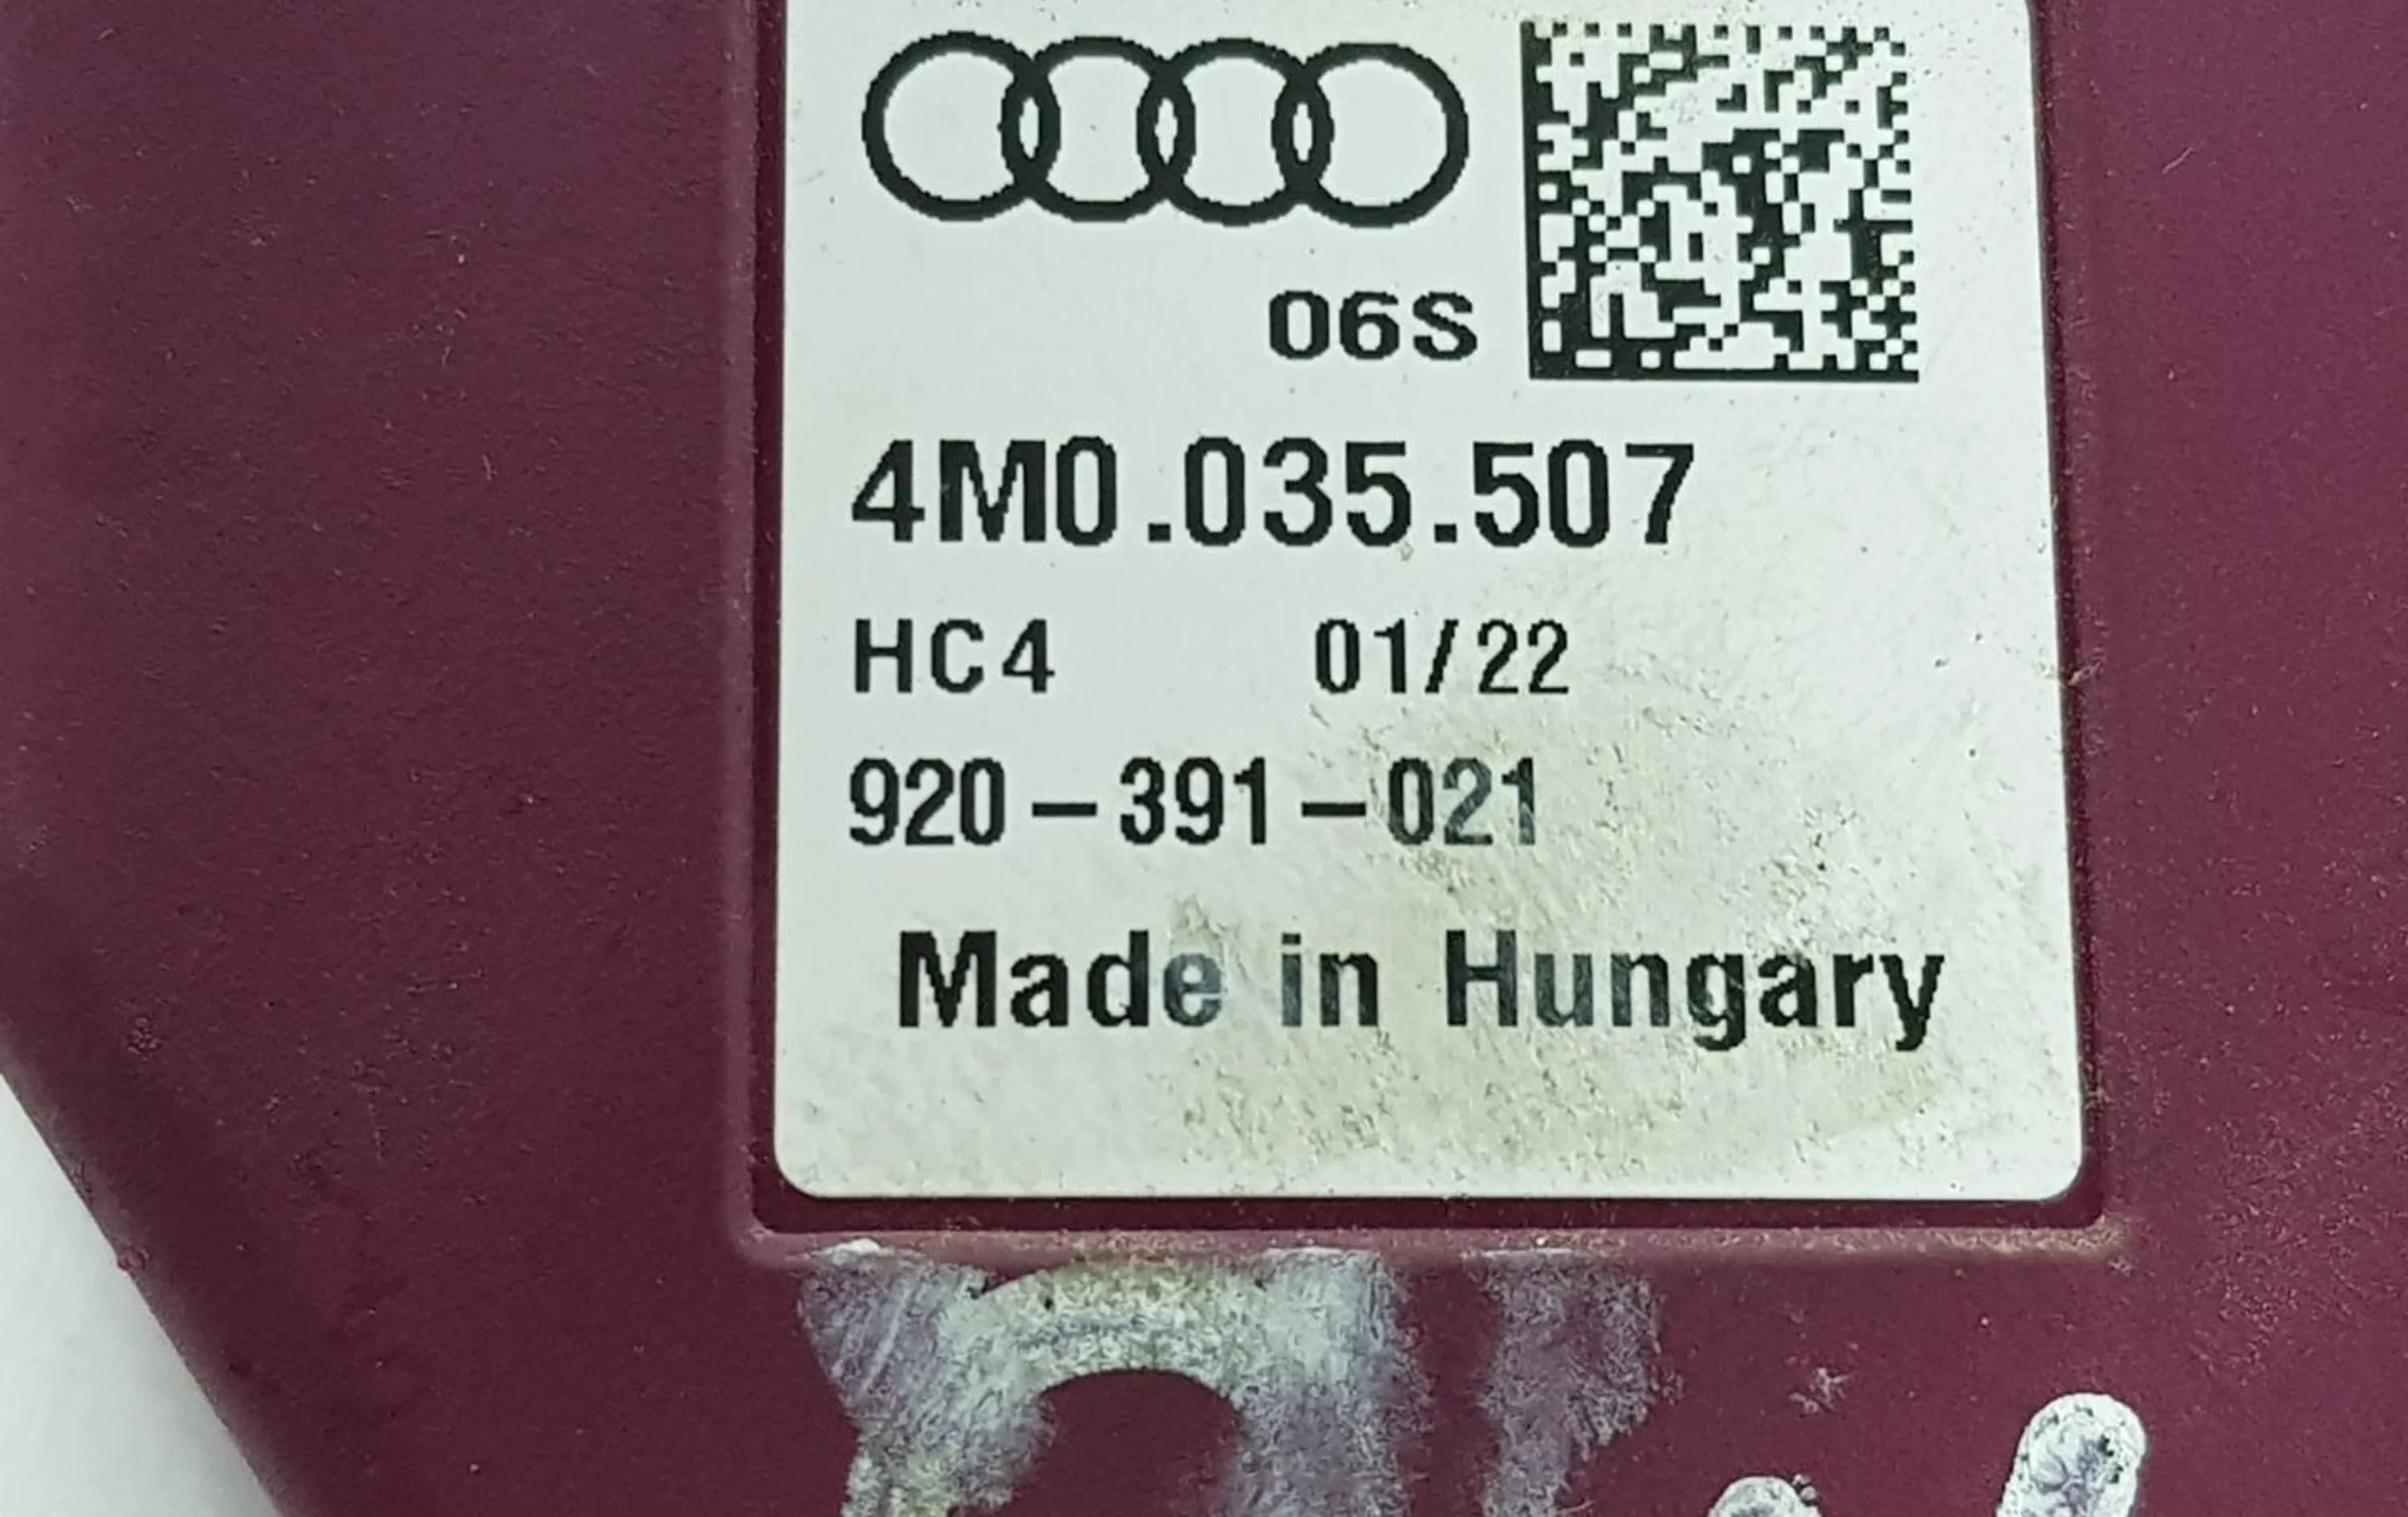 06S
4M0.035.507
HC4 01/22
920-391-021
Made in Hungary